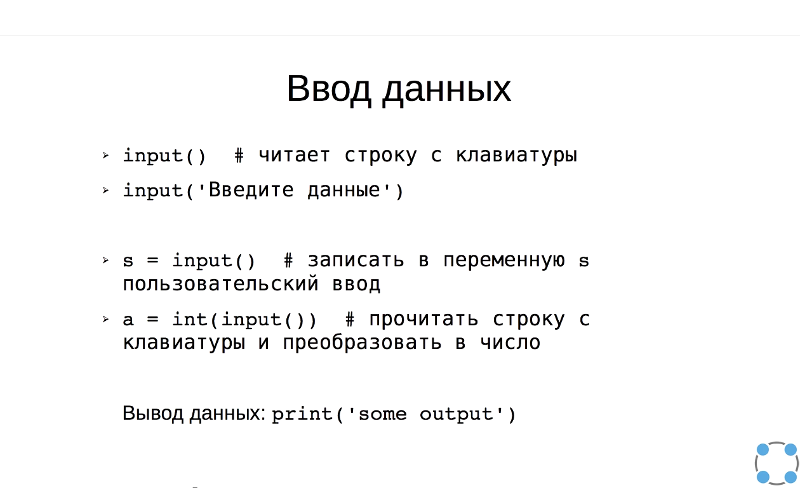 Ввод данных
input()  # читает строку с клавиатуры
input('Введите данные')
s = input()  # записать в переменную s
пользовательский ввод
a = int(input())  # прочитать строку с
клавиатуры и преобразовать в число
Вывод данных: print('some output')